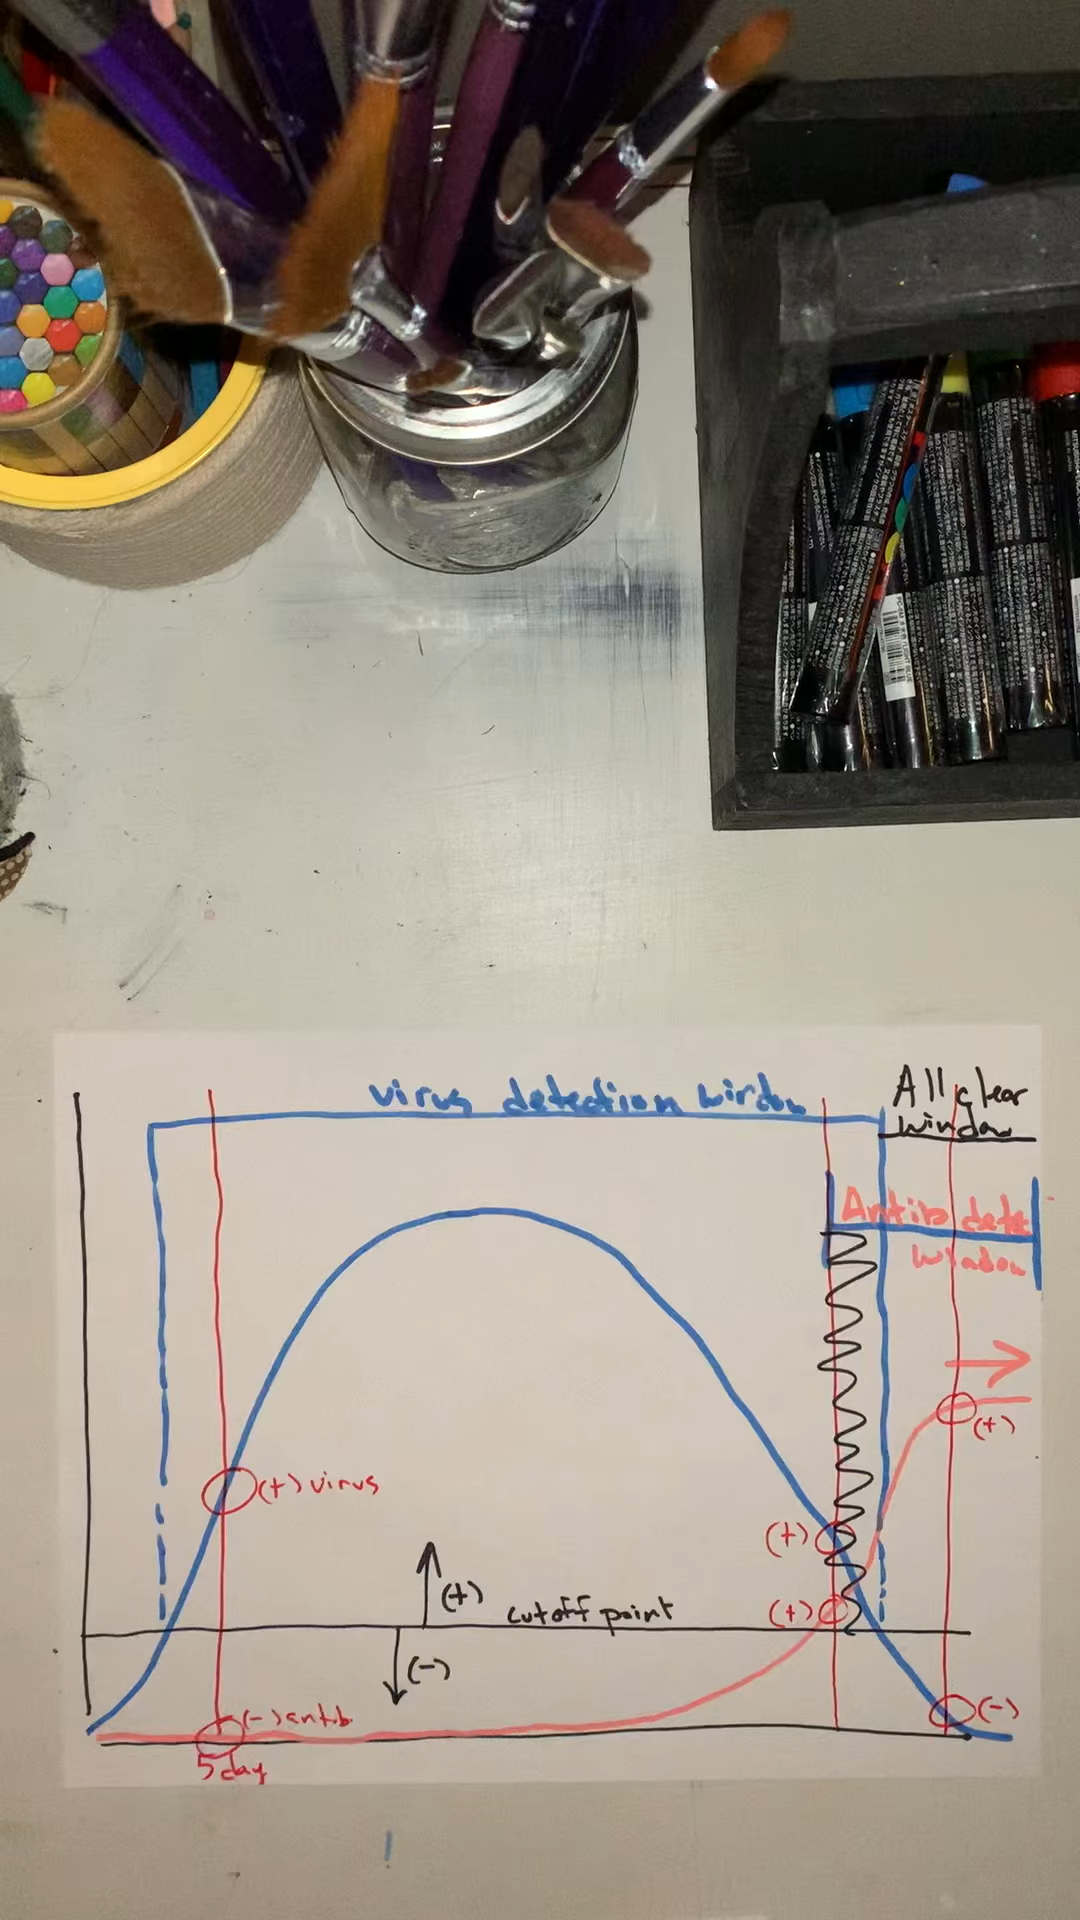 virus detection window
All clear
window
Antib dete
window
(+)
(+) virus
(+)
(+)
cutoff point
(+)
(-)
(-) antib.
(-)
5 day